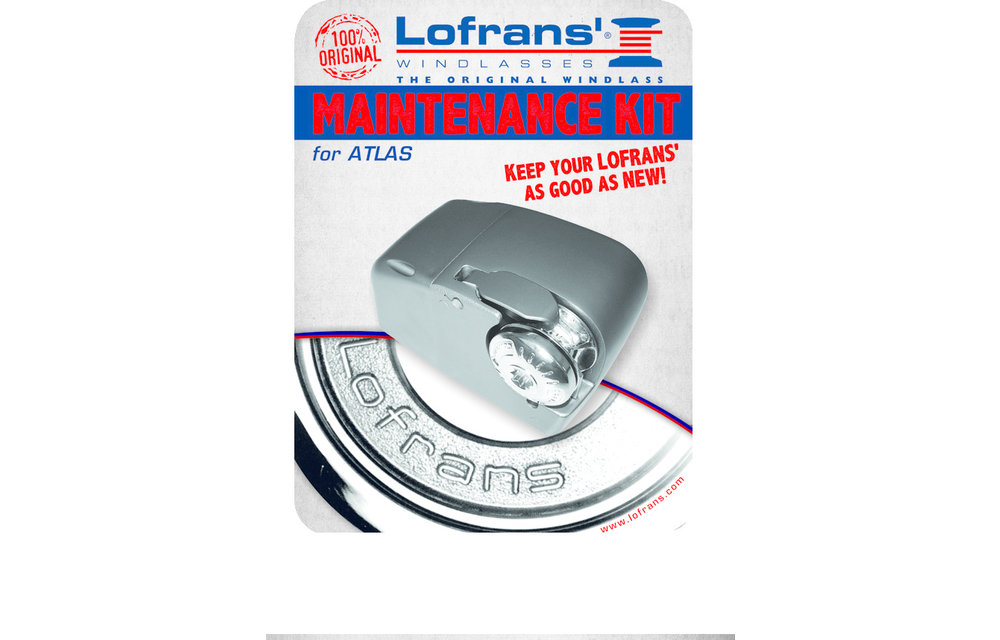 100%
ORIGINAL
Lofrans'®
WINDLASSES
THE ORIGINAL WINDLASS
MAINTENANCE KIT
for ATLAS
KEEP YOUR LOFRANS'
AS GOOD AS NEW!
Lofrans
www.lofrans.com